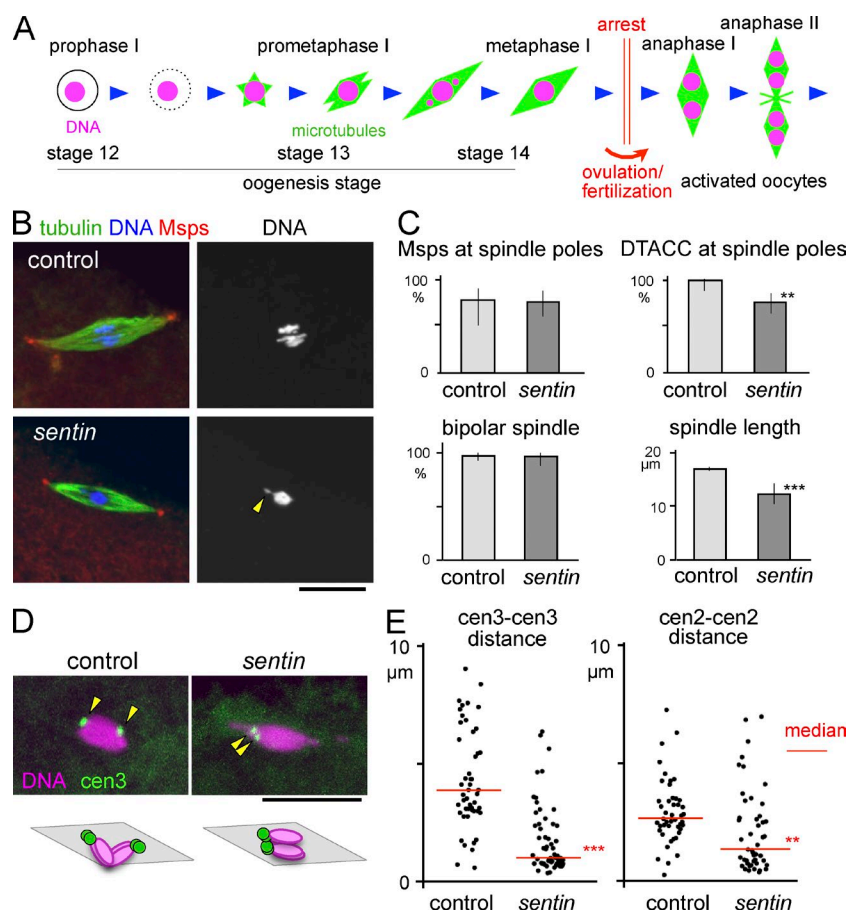 A
prophase I
prometaphase I
metaphase I
arrest
anaphase I
anaphase II
DNA
microtubules
stage 12
stage 13
stage 14
oogenesis stage
ovulation/
fertilization
activated oocytes
B
tubulin DNA Msps
DNA
control
sentin
C
Msps at spindle poles
100
%
0
control
sentin
DTACC at spindle poles
100
%
**
0
control
sentin
bipolar spindle
100
%
0
control
sentin
spindle length
20
µm
***
10
0
control
sentin
D
control
sentin
DNA cen3
E
cen3-cen3
distance
10
µm
***
0
control
sentin
cen2-cen2
distance
10
µm
median
**
0
control
sentin